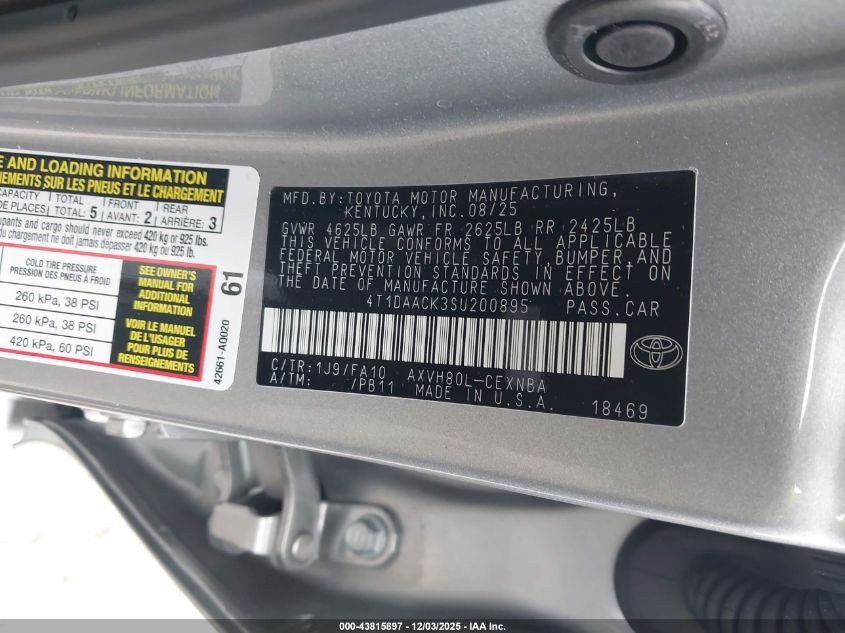 E AND LOADING INFORMATION
NEMENTS SUR LES PNEUS ET LE CHARGEMENT
CAPACITY TOTAL FRONT REAR
DE PLACES TOTAL: 5 AVANT: 2 ARRIÈRE: 3
upants and cargo should never exceed 420 kg or 925 lbs.
du chargement ne doit jamais dépasser 420 kg ou 925 lb.
COLD TIRE PRESSURE
PRESSION DES PNEUS À FROID
260 kPa, 38 PSI
260 kPa, 38 PSI
420 kPa, 60 PSI
SEE OWNER'S
MANUAL FOR
ADDITIONAL
INFORMATION
VOIR LE MANUEL
DE L'USAGER
POUR PLUS DE
RENSEIGNEMENTS
61
42661-A0020
MFD.BY:TOYOTA MOTOR MANUFACTURING,
KENTUCKY, INC.08/25
GVWR 4625LB GAWR FR 2625LB RR 2425LB
THIS VEHICLE CONFORMS TO ALL APPLICABLE
FEDERAL MOTOR VEHICLE SAFETY, BUMPER, AND
THEFT PREVENTION STANDARDS IN EFFECT ON
THE DATE OF MANUFACTURE SHOWN ABOVE.
4T1DAACK3SU200895 PASS.CAR
C/TR:1J9/FA10 AXVH80L-CEXNBA
A/TM: /PB11 MADE IN U.S.A.
18469
TOYOTA
000-43815897 - 12/03/2025 - IAA Inc.